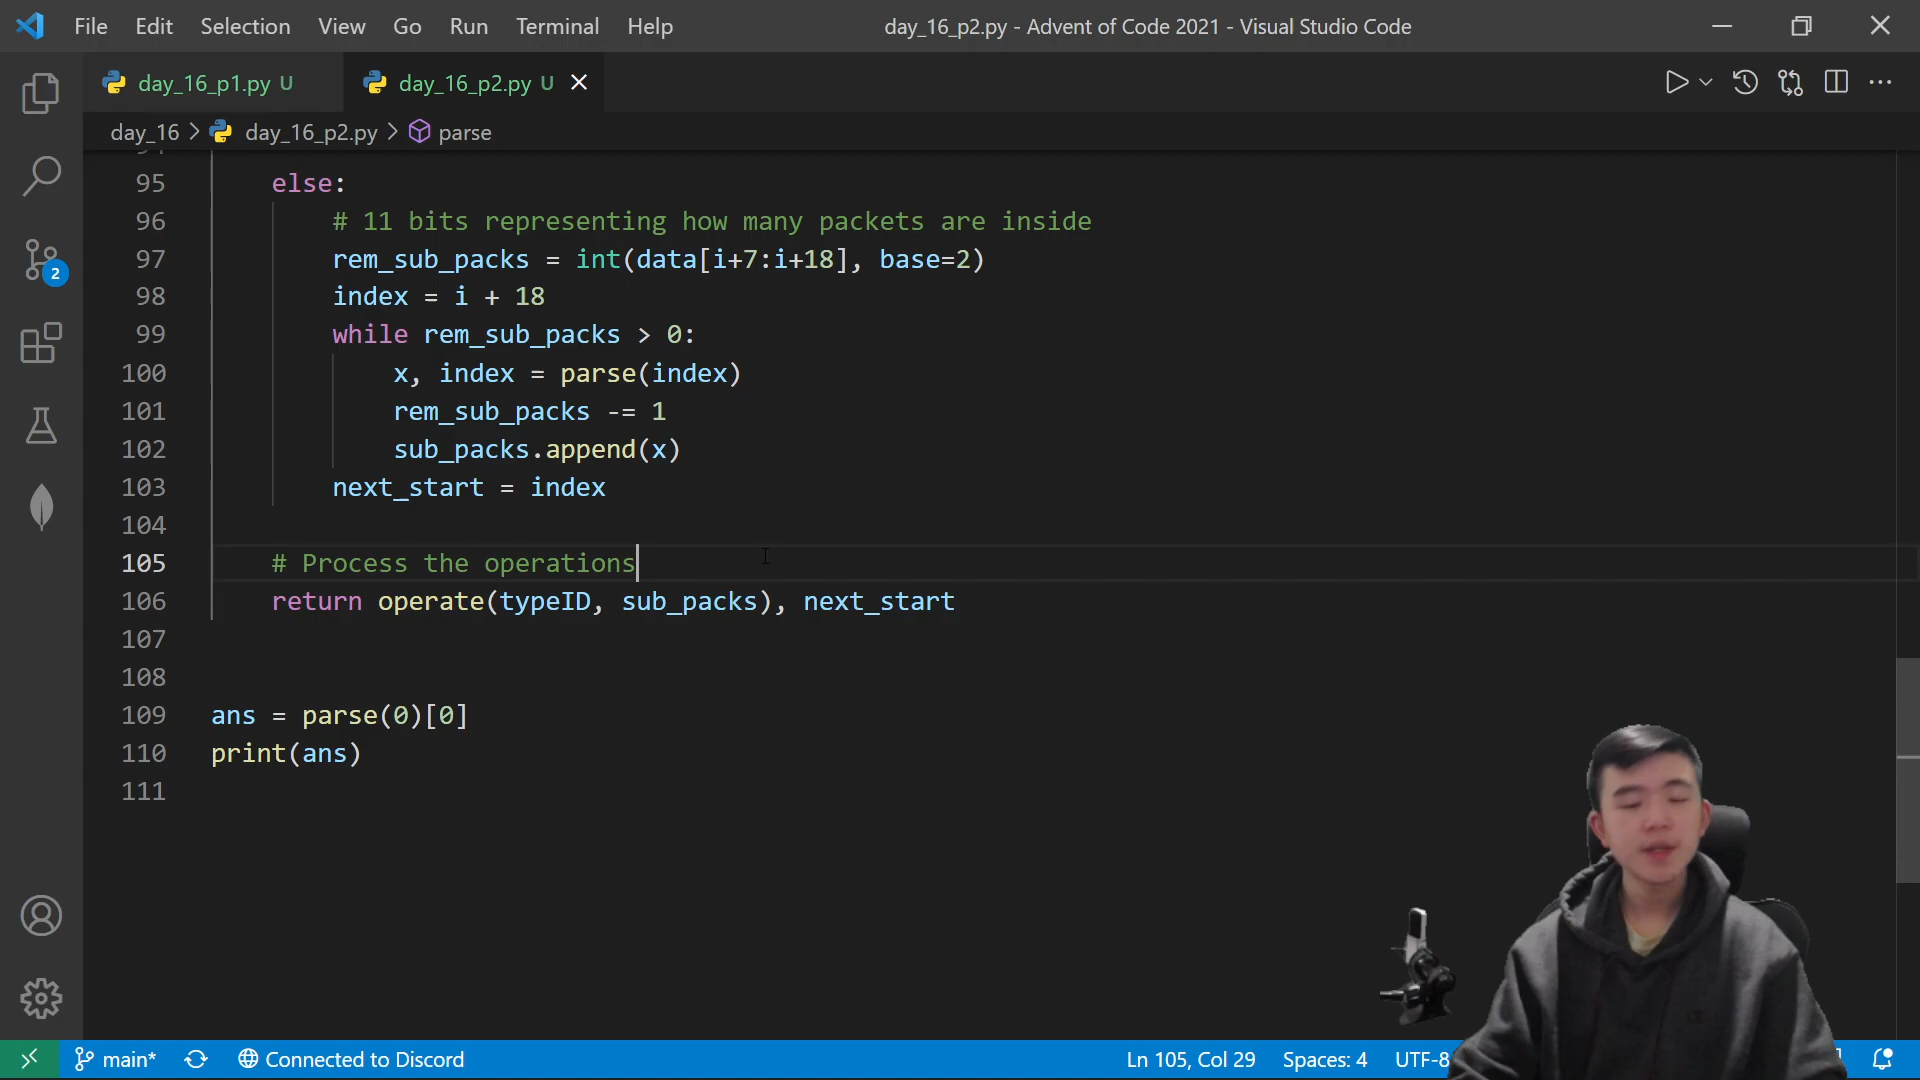 File Edit Selection View Go Run Terminal Help
day_16_p2.py - Advent of Code 2021 - Visual Studio Code
day_16_p1.py U
day_16_p2.py U
day_16 > day_16_p2.py > parse
95 else:
96 # 11 bits representing how many packets are inside
97 rem_sub_packs = int(data[i+7:i+18], base=2)
98 index = i + 18
99 while rem_sub_packs > 0:
100 x, index = parse(index)
101 rem_sub_packs -= 1
102 sub_packs.append(x)
103 next_start = index
104
105 # Process the operations
106 return operate(typeID, sub_packs), next_start
107
108
109 ans = parse(0)[0]
110 print(ans)
111
2
main*
Connected to Discord
Ln 105, Col 29
Spaces: 4
UTF-8